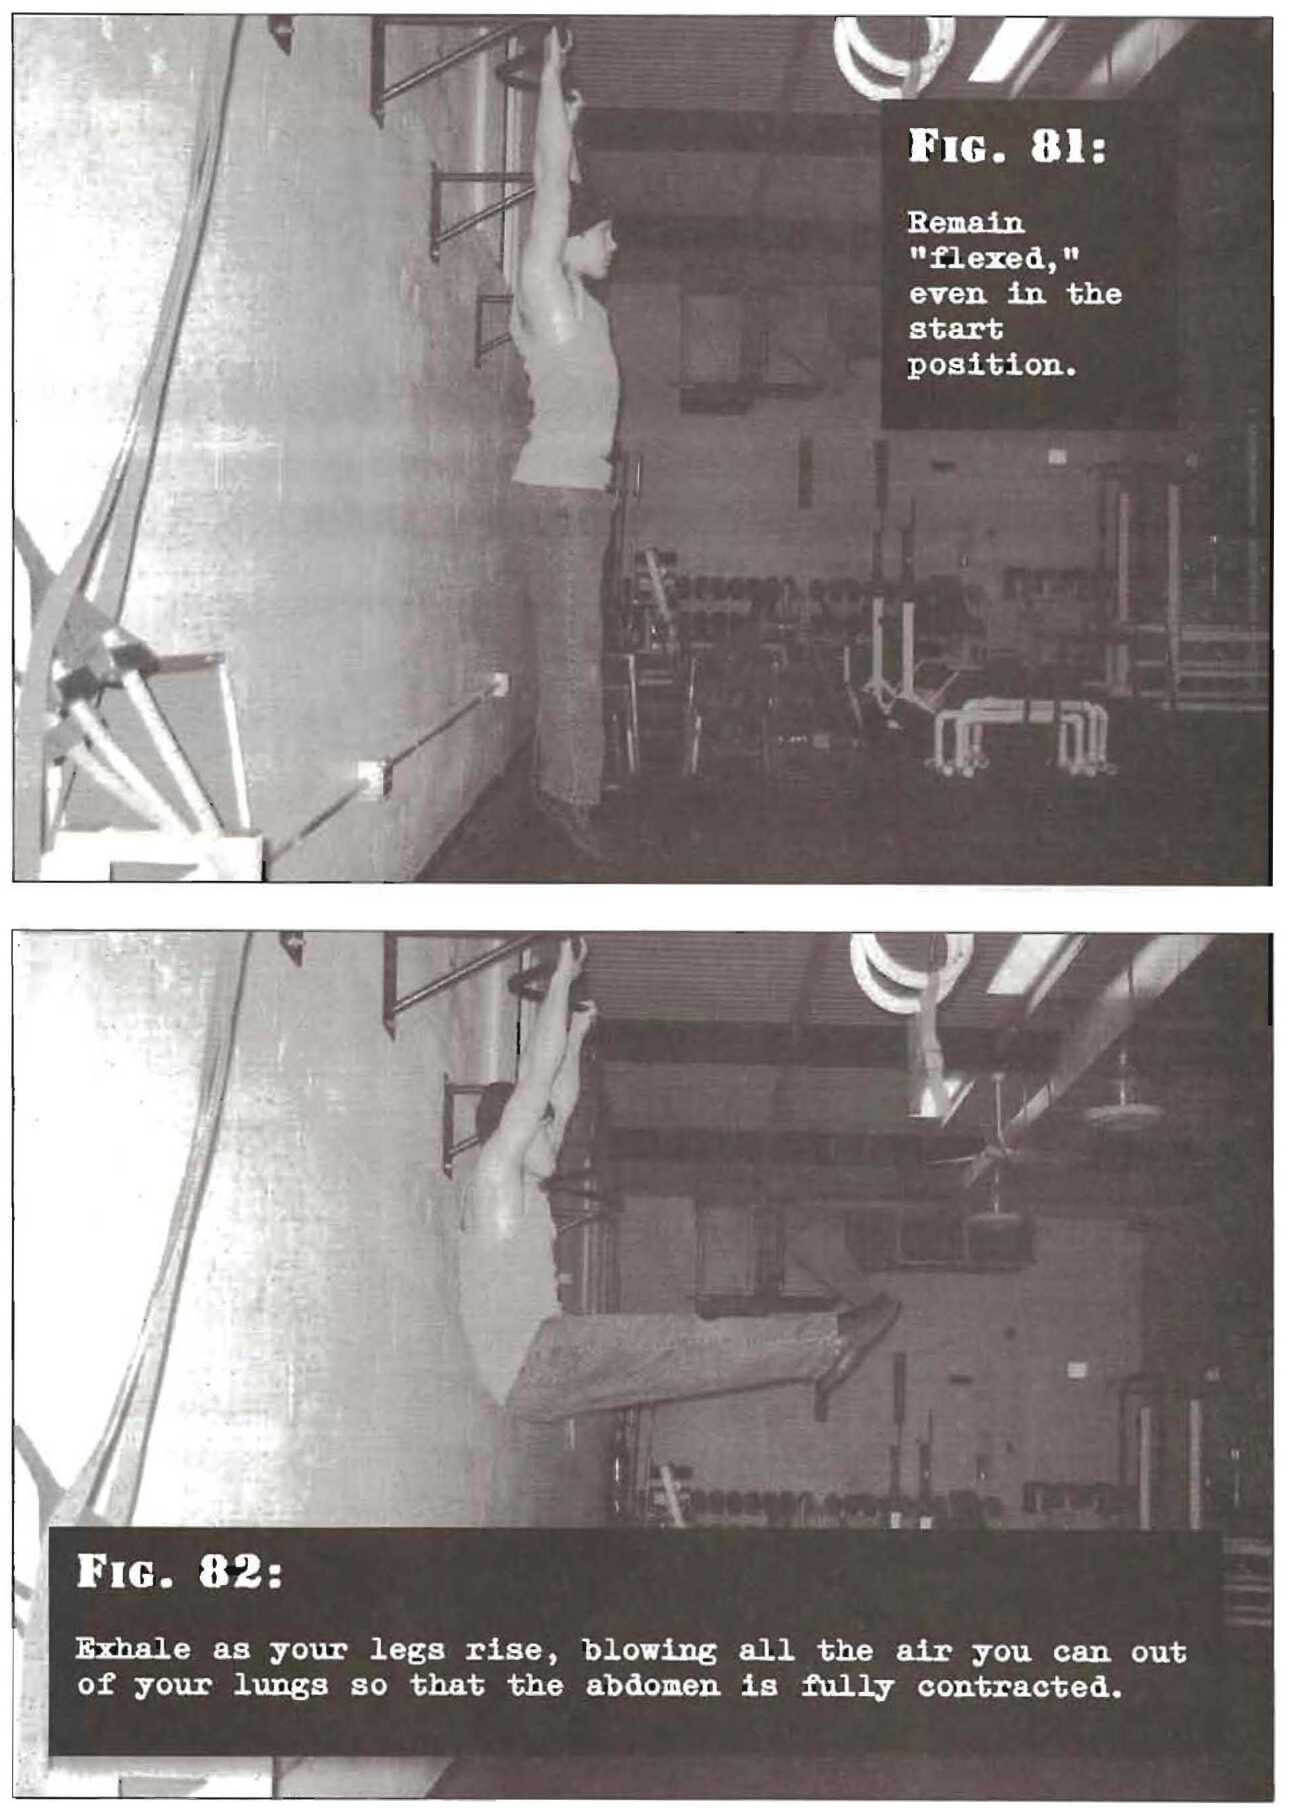 FIG. 81:
Remain
"flexed,"
even in the
start
position.
FIG. 82:
Exhale as your legs rise, blowing all the air you can out
of your lungs so that the abdomen is fully contracted.